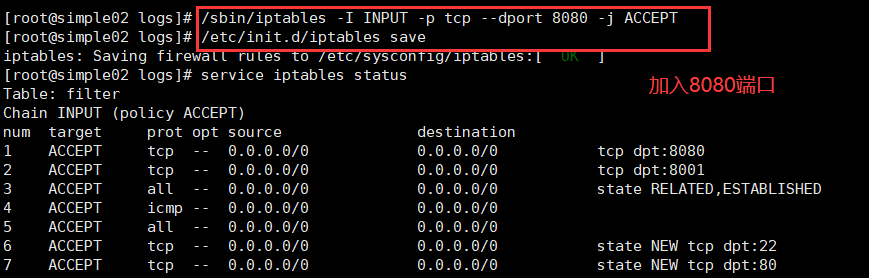 [root@simple02 logs]# /sbin/iptables -I INPUT -p tcp --dport 8080 -j ACCEPT
[root@simple02 logs]# /etc/init.d/iptables save
iptables: Saving firewall rules to /etc/sysconfig/iptables:[  OK  ]
[root@simple02 logs]# service iptables status
加入8080端口
Table: filter
Chain INPUT (policy ACCEPT)
num  target     prot opt source               destination
1    ACCEPT     tcp  --  0.0.0.0/0            0.0.0.0/0           tcp dpt:8080
2    ACCEPT     tcp  --  0.0.0.0/0            0.0.0.0/0           tcp dpt:8001
3    ACCEPT     all  --  0.0.0.0/0            0.0.0.0/0           state RELATED,ESTABLISHED
4    ACCEPT     icmp --  0.0.0.0/0            0.0.0.0/0
5    ACCEPT     all  --  0.0.0.0/0            0.0.0.0/0
6    ACCEPT     tcp  --  0.0.0.0/0            0.0.0.0/0           state NEW tcp dpt:22
7    ACCEPT     tcp  --  0.0.0.0/0            0.0.0.0/0           state NEW tcp dpt:80